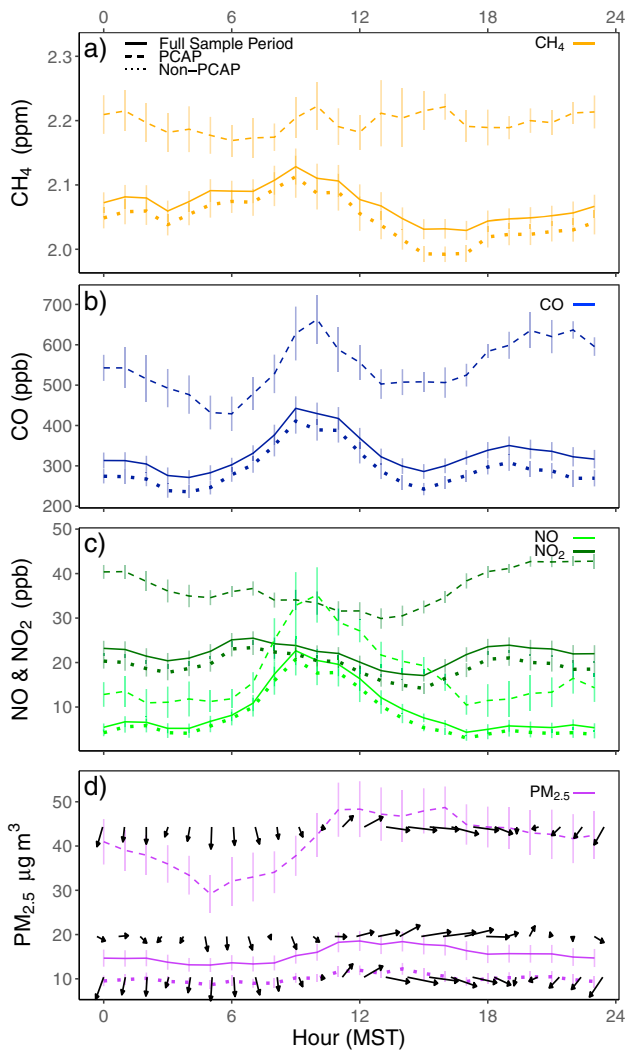 0 6 12 18 24
a)
Full Sample Period
PCAP
Non-PCAP
CH4
2.3
2.2
2.1
2.0
CH4 (ppm)
b)
CO
700
600
500
400
300
200
CO (ppb)
c)
NO
NO2
50
40
30
20
10
NO & NO2 (ppb)
d)
PM2.5
50
40
30
20
10
PM2.5 µg m3
0 6 12 18 24
Hour (MST)